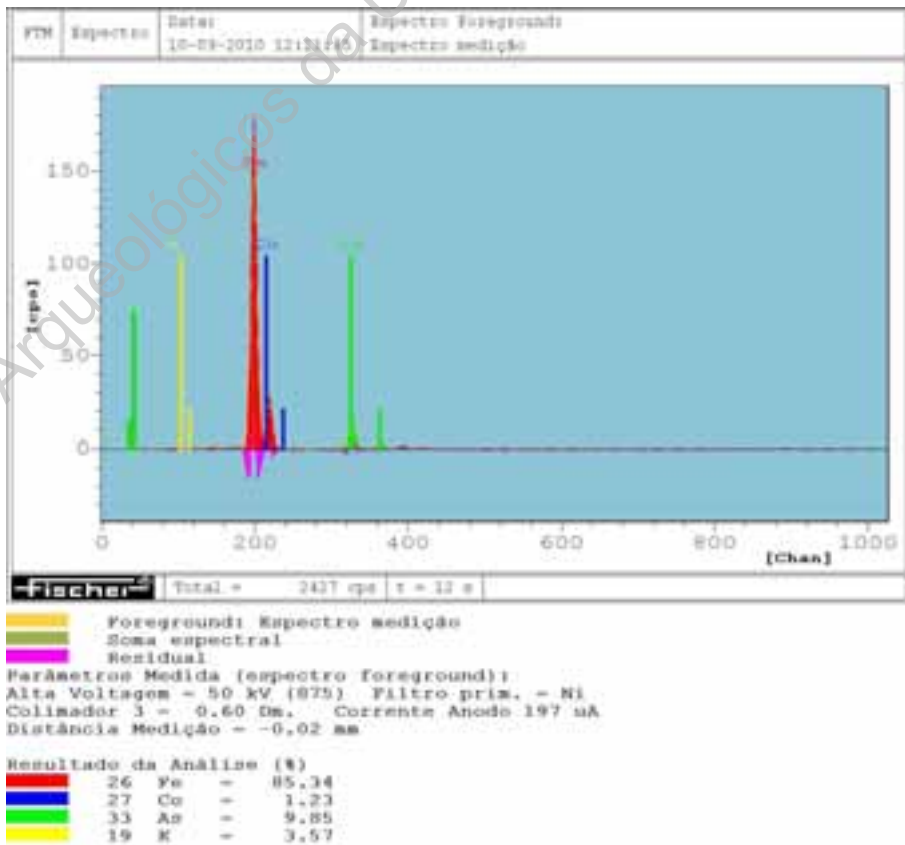 FTM Espectro Data: Espectro Foreground:
10-09-2010 Espectro medição
150
100
50
0
[cps]
Fe
Co
0 200 400 600 800 1000
[Chan]
Fischer Total = 2427 cps t = 12 s
Foreground: Espectro medição
Soma espectral
Residual
Parâmetros Medida (espectro foreground):
Alta Voltagem = 50 kV (875) Filtro prim. = Ni
Colimador 3 = 0.60 Dm. Corrente Anodo 197 uA
Distância Medição = -0.02 mm
Resultado da Análise (%)
26 Fe = 85.34
27 Co = 1.23
33 As = 9.85
19 K = 3.57
Arqueológicos da